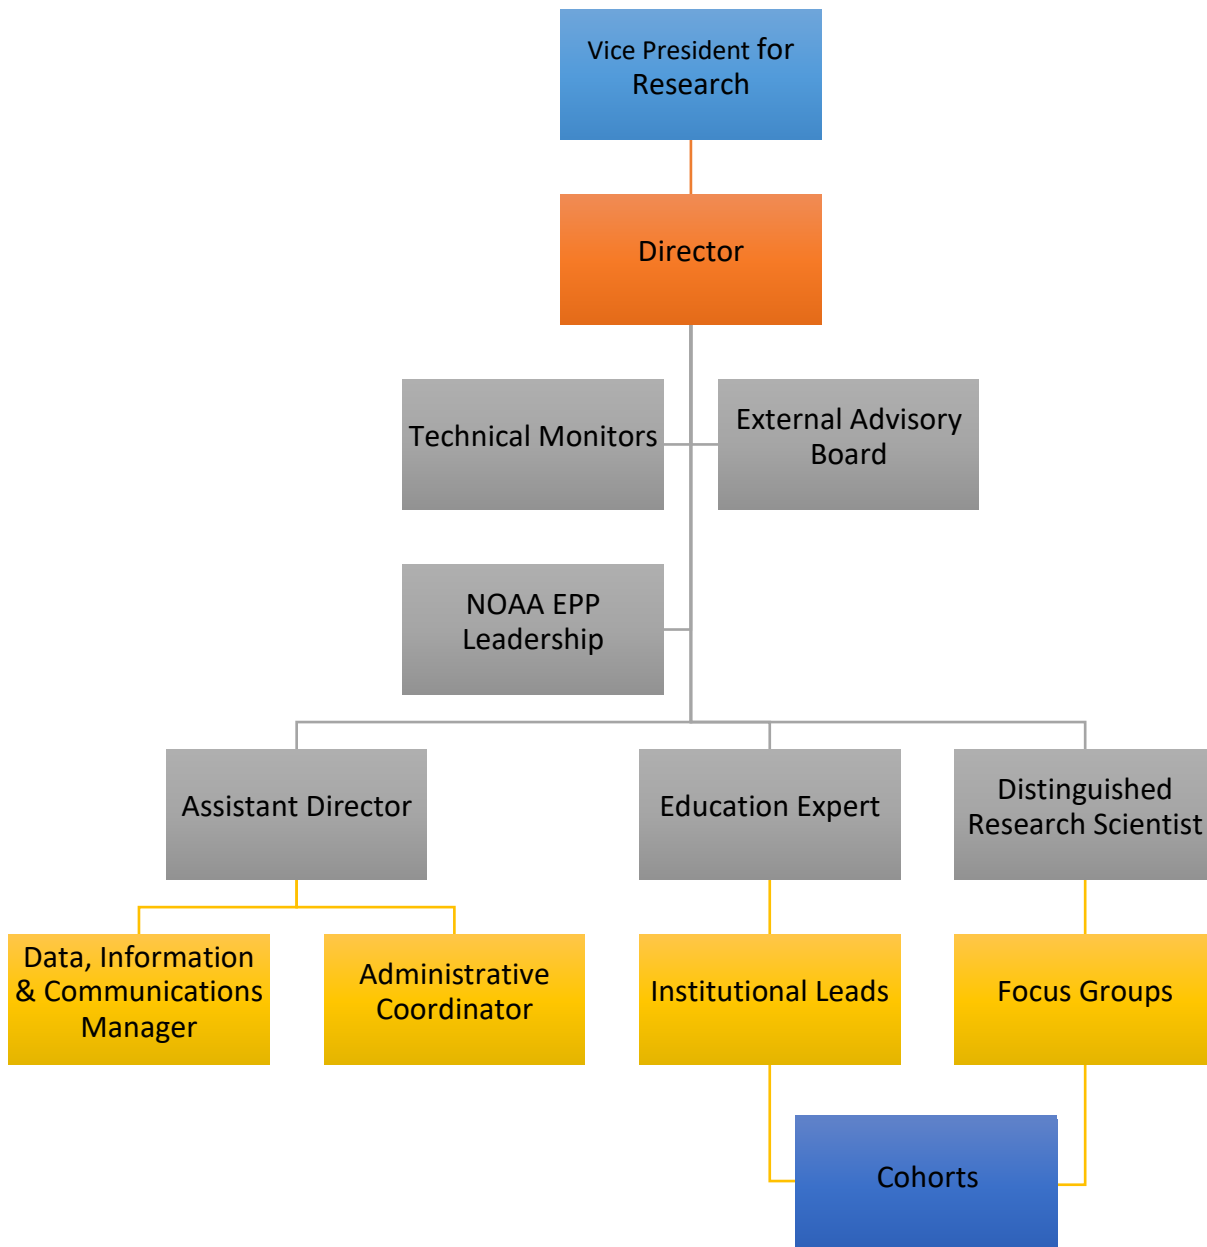 Vice President for
Research
Director
Technical Monitors
External Advisory
Board
NOAA EPP
Leadership
Assistant Director
Education Expert
Distinguished
Research Scientist
Data, Information
& Communications
Manager
Administrative
Coordinator
Institutional Leads
Focus Groups
Cohorts